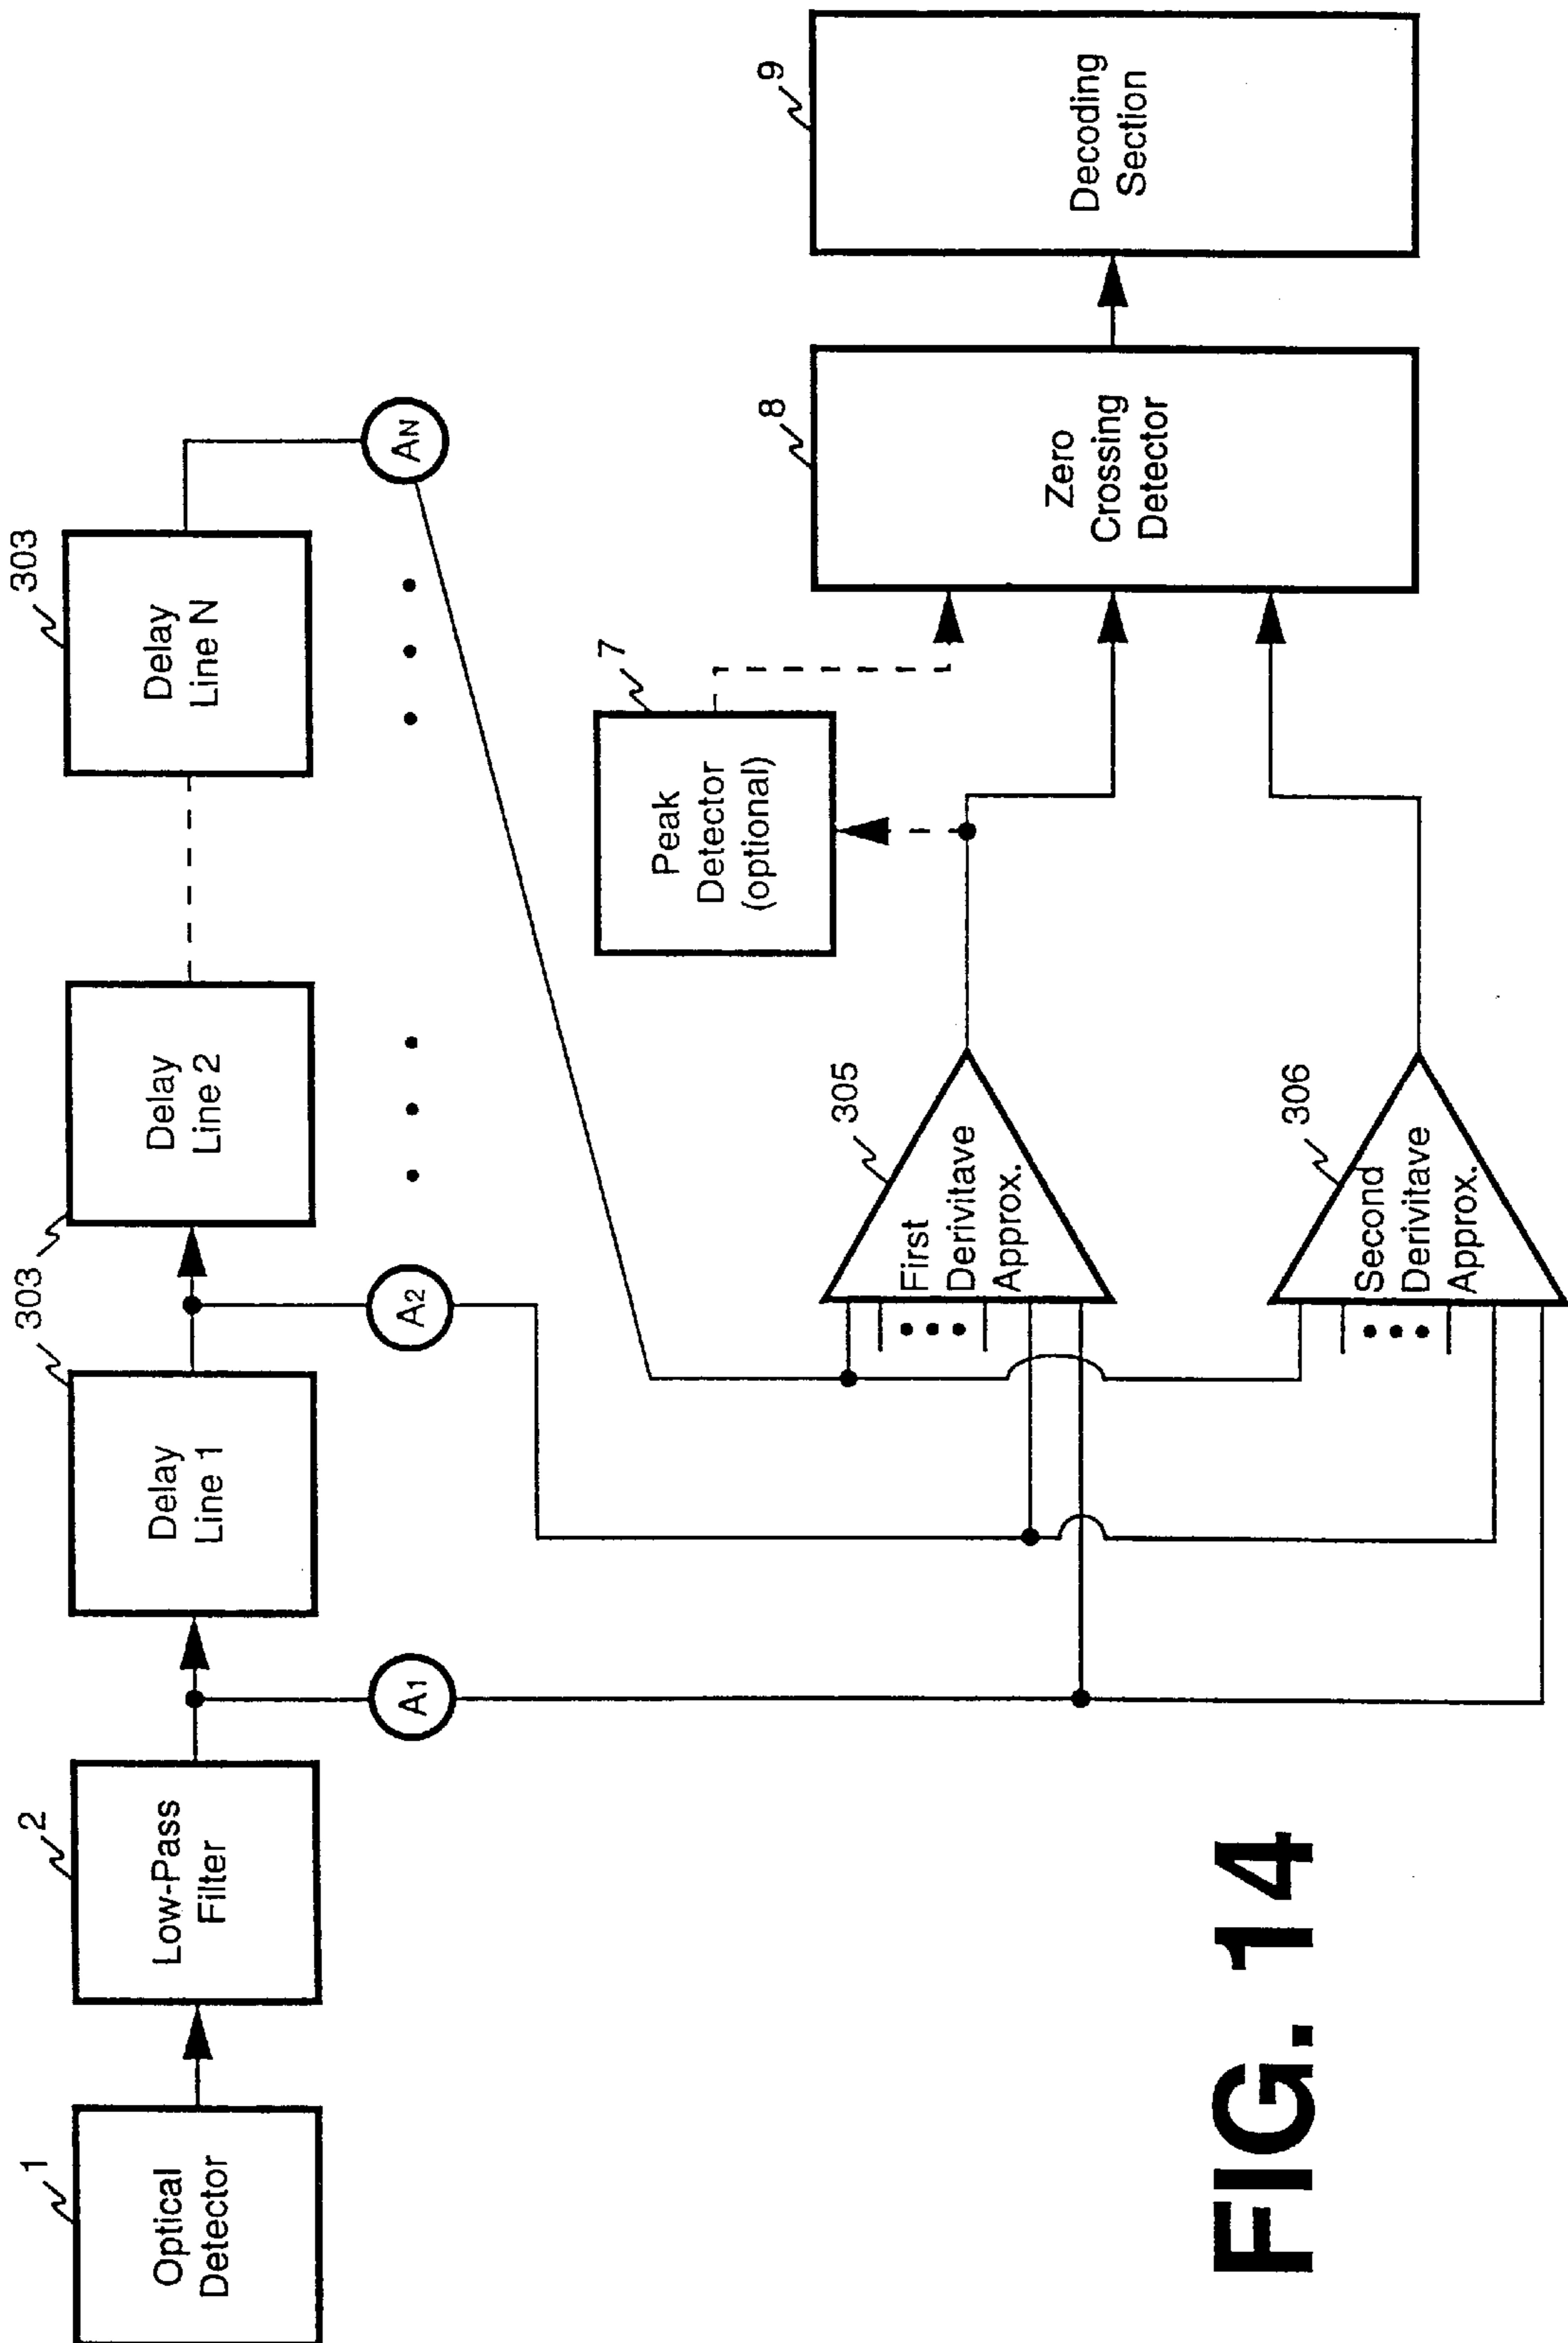 1
Optical
Detector
2
Low-Pass
Filter
303
Delay
Line 1
303
Delay
Line 2
303
Delay
Line N
A1
A2
AN
7
Peak
Detector
(optional)
305
First
Derivitave
Approx.
306
Second
Derivitave
Approx.
8
Zero
Crossing
Detector
9
Decoding
Section
FIG. 14